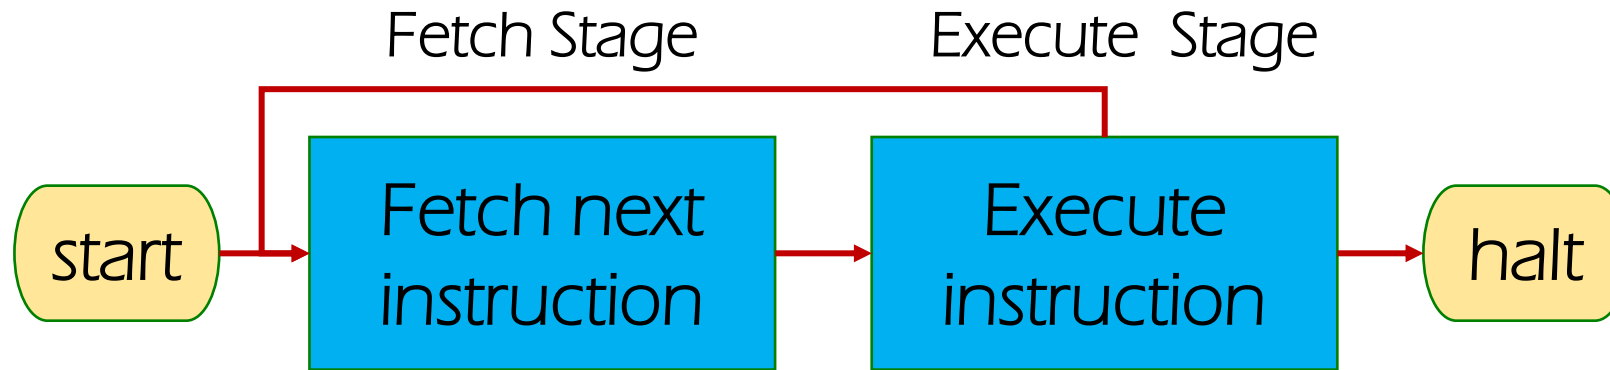 Fetch Stage
Execute Stage
start
Fetch next
instruction
Execute
instruction
halt